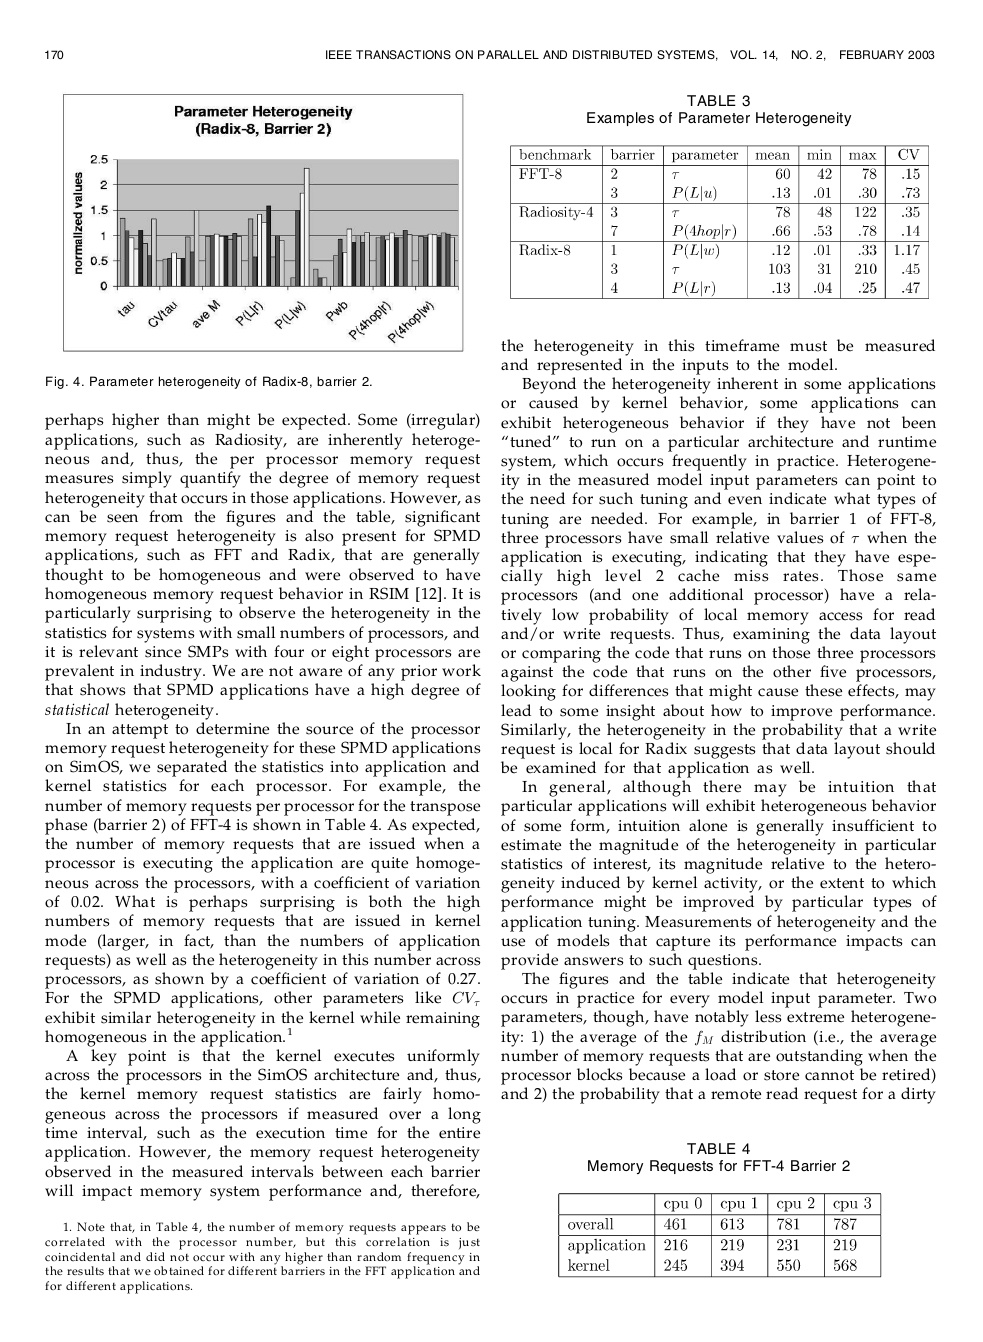 170
IEEE TRANSACTIONS ON PARALLEL AND DISTRIBUTED SYSTEMS, VOL. 14, NO. 2, FEBRUARY 2003
Parameter Heterogeneity
(Radix-8, Barrier 2)
normalized values
2.5
2
1.5
1
0.5
0
tau
CVtau
ave M
P(L|r)
P(L|w)
Pwb
P(4hop|r)
P(4hop|w)
Fig. 4. Parameter heterogeneity of Radix-8, barrier 2.
perhaps higher than might be expected. Some (irregular)
applications, such as Radiosity, are inherently heteroge-
neous and, thus, the per processor memory request
measures simply quantify the degree of memory request
heterogeneity that occurs in those applications. However, as
can be seen from the figures and the table, significant
memory request heterogeneity is also present for SPMD
applications, such as FFT and Radix, that are generally
thought to be homogeneous and were observed to have
homogeneous memory request behavior in RSIM [12]. It is
particularly surprising to observe the heterogeneity in the
statistics for systems with small numbers of processors, and
it is relevant since SMPs with four or eight processors are
prevalent in industry. We are not aware of any prior work
that shows that SPMD applications have a high degree of
statistical heterogeneity.
In an attempt to determine the source of the processor
memory request heterogeneity for these SPMD applications
on SimOS, we separated the statistics into application and
kernel statistics for each processor. For example, the
number of memory requests per processor for the transpose
phase (barrier 2) of FFT-4 is shown in Table 4. As expected,
the number of memory requests that are issued when a
processor is executing the application are quite homoge-
neous across the processors, with a coefficient of variation
of 0.02. What is perhaps surprising is both the high
numbers of memory requests that are issued in kernel
mode (larger, in fact, than the numbers of application
requests) as well as the heterogeneity in this number across
processors, as shown by a coefficient of variation of 0.27.
For the SPMD applications, other parameters like CVτ
exhibit similar heterogeneity in the kernel while remaining
homogeneous in the application.1
A key point is that the kernel executes uniformly
across the processors in the SimOS architecture and, thus,
the kernel memory request statistics are fairly homo-
geneous across the processors if measured over a long
time interval, such as the execution time for the entire
application. However, the memory request heterogeneity
observed in the measured intervals between each barrier
will impact memory system performance and, therefore,
1. Note that, in Table 4, the number of memory requests appears to be
correlated with the processor number, but this correlation is just
coincidental and did not occur with any higher than random frequency in
the results that we obtained for different barriers in the FFT application and
for different applications.
TABLE 3
Examples of Parameter Heterogeneity
benchmark barrier parameter mean min max CV
FFT-8 2 τ 60 42 78 .15
3 P(L|u) .13 .01 .30 .73
Radiosity-4 3 τ 78 48 122 .35
7 P(4hop|r) .66 .53 .78 .14
Radix-8 1 P(L|w) .12 .01 .33 1.17
3 τ 103 31 210 .45
4 P(L|r) .13 .04 .25 .47
the heterogeneity in this timeframe must be measured
and represented in the inputs to the model.
Beyond the heterogeneity inherent in some applications
or caused by kernel behavior, some applications can
exhibit heterogeneous behavior if they have not been
“tuned” to run on a particular architecture and runtime
system, which occurs frequently in practice. Heterogene-
ity in the measured model input parameters can point to
the need for such tuning and even indicate what types of
tuning are needed. For example, in barrier 1 of FFT-8,
three processors have small relative values of τ when the
application is executing, indicating that they have espe-
cially high level 2 cache miss rates. Those same
processors (and one additional processor) have a rela-
tively low probability of local memory access for read
and/or write requests. Thus, examining the data layout
or comparing the code that runs on those three processors
against the code that runs on the other five processors,
looking for differences that might cause these effects, may
lead to some insight about how to improve performance.
Similarly, the heterogeneity in the probability that a write
request is local for Radix suggests that data layout should
be examined for that application as well.
In general, although there may be intuition that
particular applications will exhibit heterogeneous behavior
of some form, intuition alone is generally insufficient to
estimate the magnitude of the heterogeneity in particular
statistics of interest, its magnitude relative to the hetero-
geneity induced by kernel activity, or the extent to which
performance might be improved by particular types of
application tuning. Measurements of heterogeneity and the
use of models that capture its performance impacts can
provide answers to such questions.
The figures and the table indicate that heterogeneity
occurs in practice for every model input parameter. Two
parameters, though, have notably less extreme heterogene-
ity: 1) the average of the fM distribution (i.e., the average
number of memory requests that are outstanding when the
processor blocks because a load or store cannot be retired)
and 2) the probability that a remote read request for a dirty
TABLE 4
Memory Requests for FFT-4 Barrier 2
cpu 0 cpu 1 cpu 2 cpu 3
overall 461 613 781 787
application 216 219 231 219
kernel 245 394 550 568